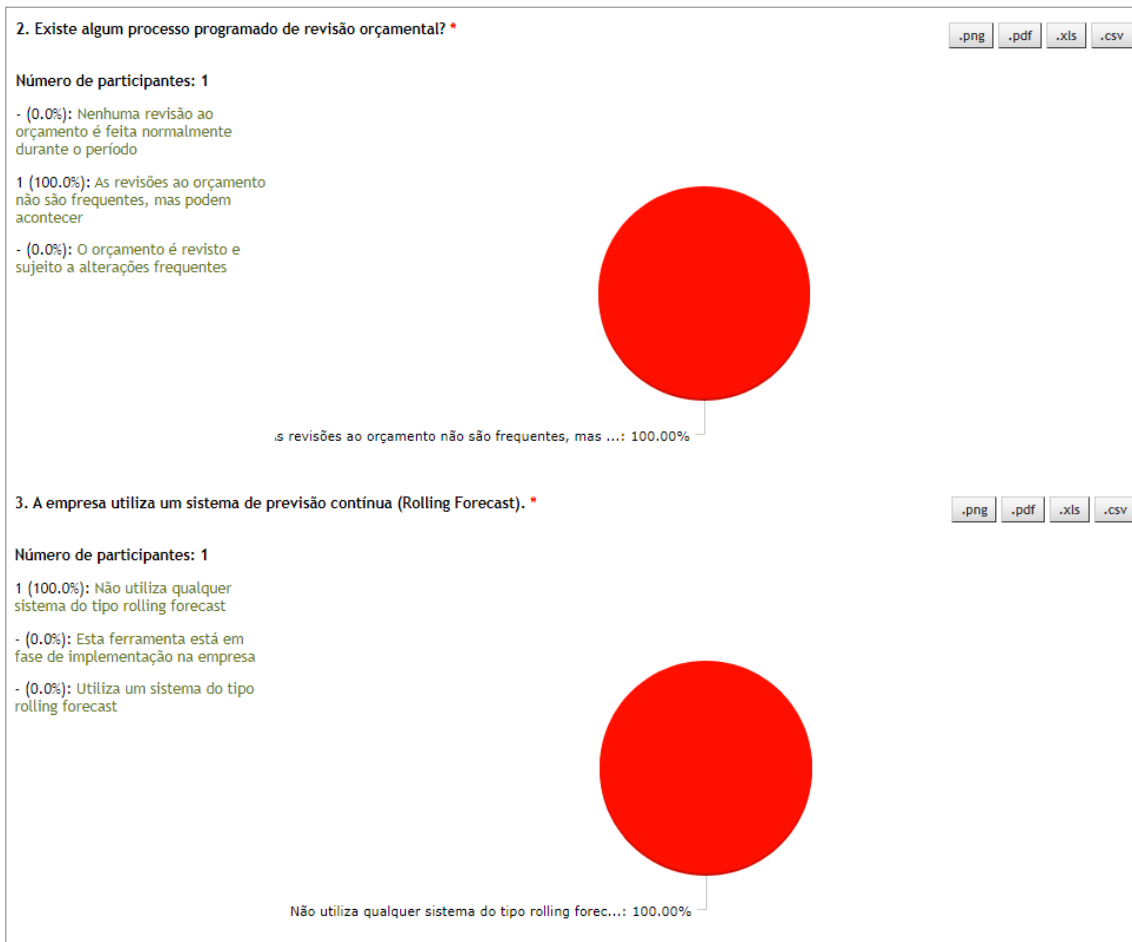 2. Existe algum processo programado de revisão orçamental? *
.png .pdf .xls .csv
Número de participantes: 1
- (0.0%): Nenhuma revisão ao
orçamento é feita normalmente
durante o período
1 (100.0%): As revisões ao orçamento
não são frequentes, mas podem
acontecer
- (0.0%): O orçamento é revisto e
sujeito a alterações frequentes
s revisões ao orçamento não são frequentes, mas ...: 100.00%
3. A empresa utiliza um sistema de previsão contínua (Rolling Forecast). *
.png .pdf .xls .csv
Número de participantes: 1
1 (100.0%): Não utiliza qualquer
sistema do tipo rolling forecast
- (0.0%): Esta ferramenta está em
fase de implementação na empresa
- (0.0%): Utiliza um sistema do tipo
rolling forecast
Não utiliza qualquer sistema do tipo rolling forec...: 100.00%